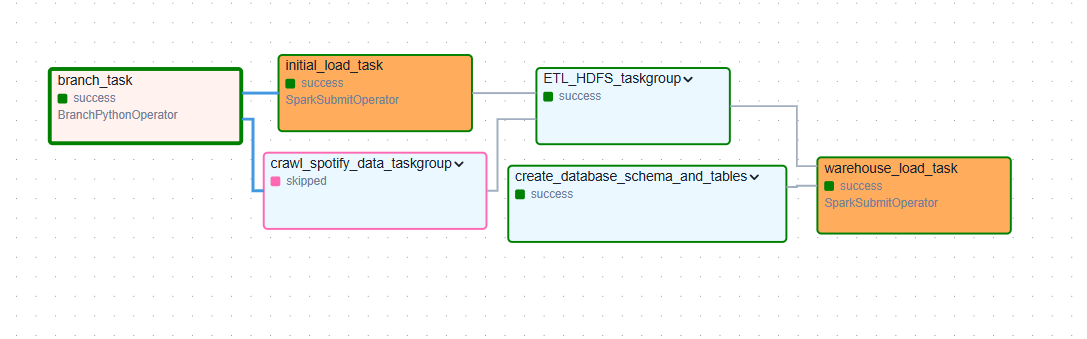 branch_task
success
BranchPythonOperator
initial_load_task
success
SparkSubmitOperator
crawl_spotify_data_taskgroup
skipped
ETL_HDFS_taskgroup
success
create_database_schema_and_tables
success
warehouse_load_task
success
SparkSubmitOperator